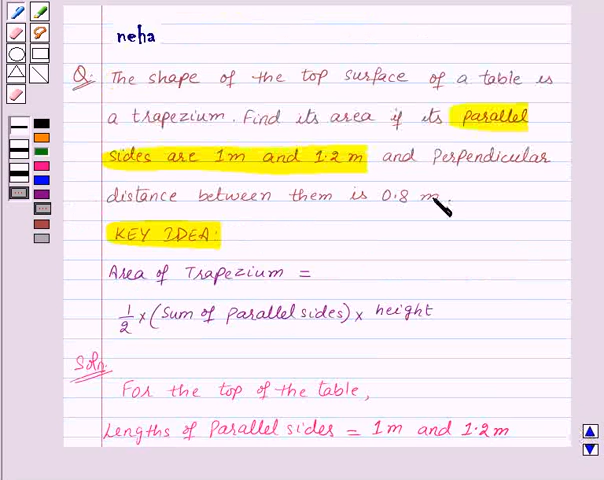 neha
Q. The shape of the top surface of a table is
a trapezium. Find its area if its parallel
sides are 1m and 1.2 m and perpendicular
distance between them is 0.8 m.
KEY IDEA:
Area of Trapezium =
1/2 × (Sum of parallel sides) × height
Soln.
For the top of the table,
Lengths of Parallel sides = 1m and 1.2m